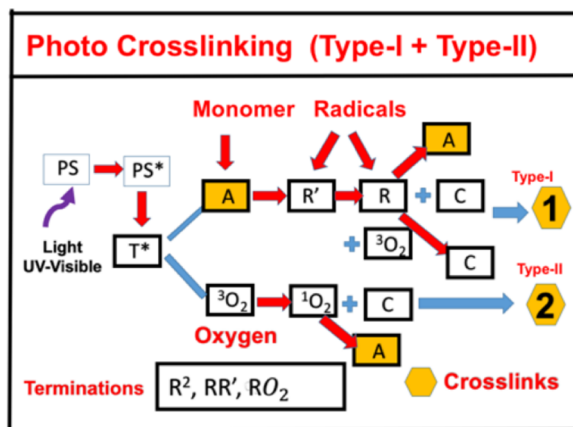 Photo Crosslinking (Type-I + Type-II)
Monomer Radicals
A
PS PS* A R' R + C Type-I 1
Light
UV-Visible
T* + ³O₂
C
Type-II
³O₂ ¹O₂ + C 2
Oxygen A
Terminations R², RR', RO₂ Crosslinks